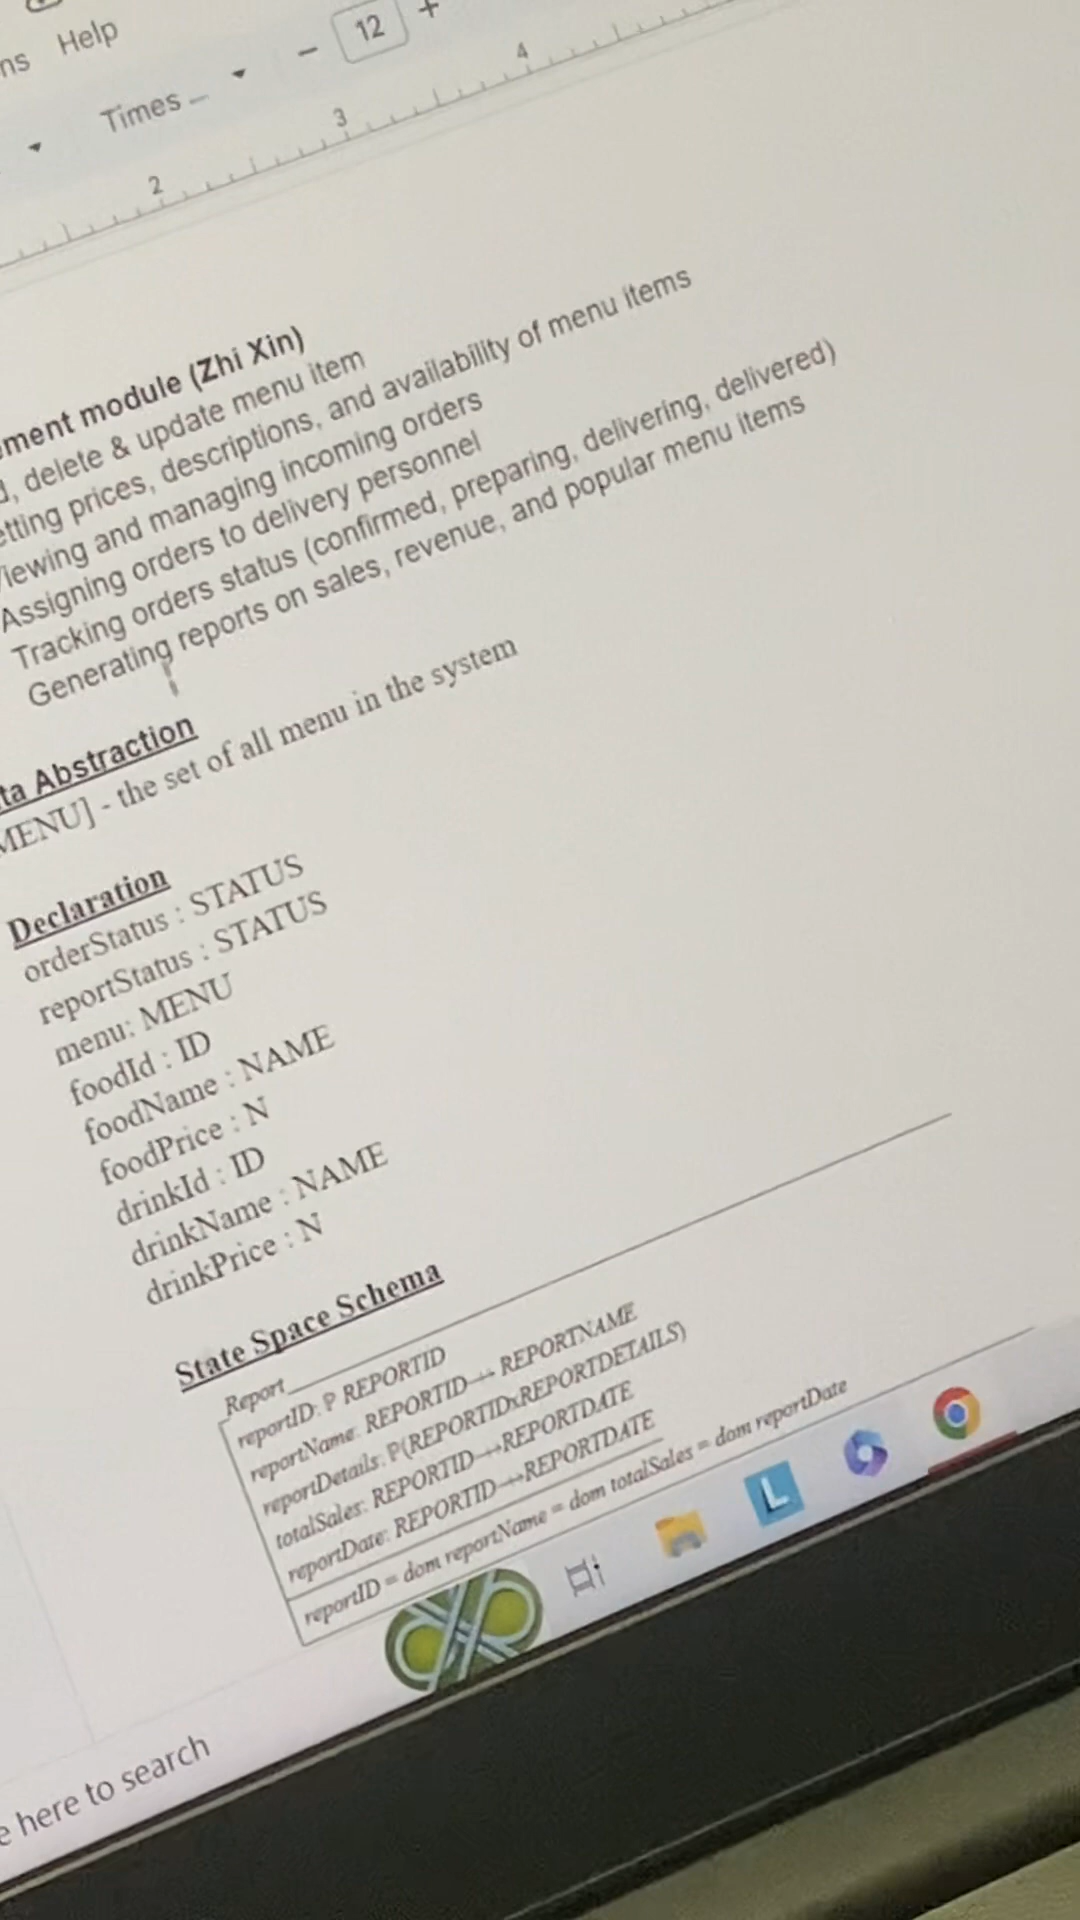 ns Help
Times ... - 12 +
2 3 4
ment module (Zhi Xin)
, delete & update menu item
etting prices, descriptions, and availability of menu items
iewing and managing incoming orders
Assigning orders to delivery personnel
Tracking orders status (confirmed, preparing, delivering, delivered)
Generating reports on sales, revenue, and popular menu items
ta Abstraction
MENU] - the set of all menu in the system
Declaration
orderStatus : STATUS
reportStatus : STATUS
menu: MENU
foodId : ID
foodName : NAME
foodPrice : N
drinkId : ID
drinkName : NAME
drinkPrice : N
State Space Schema
Report
reportID: ℙ REPORTID
reportName: REPORTID⇸ REPORTNAME
reportDetails: ℙ(REPORTIDxREPORTDETAILS)
totalSales: REPORTID⇸REPORTDATE
reportDate: REPORTID⇸REPORTDATE
reportID = dom reportName = dom totalSales = dom reportDate
L
e here to search